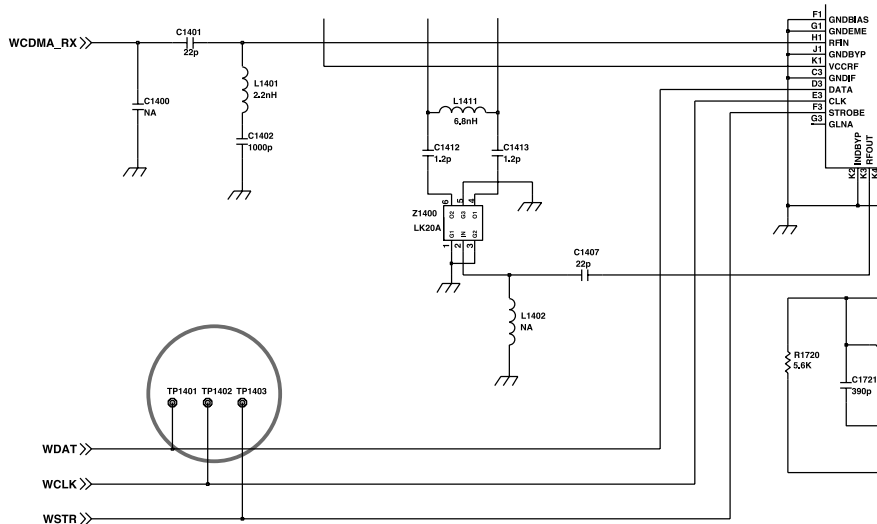 WCDMA_RX
C1401
22p
C1400
NA
L1401
2.2nH
C1402
1000p
L1411
6.8nH
C1412
1.2p
C1413
1.2p
6
5
4
O2
G3
O1
Z1400
LK20A
G1
IN
G2
1
2
3
C1407
22p
L1402
NA
F1
GNDBIAS
G1
GNDEME
H1
RFIN
J1
GNDBYP
K1
VCCRF
C3
GNDIF
D3
DATA
E3
CLK
F3
STROBE
G3
GLNA
INDBYP
RFOUT
K2
K3
K4
R1720
5.6K
C1721
390p
TP1401
TP1402
TP1403
WDAT
WCLK
WSTR